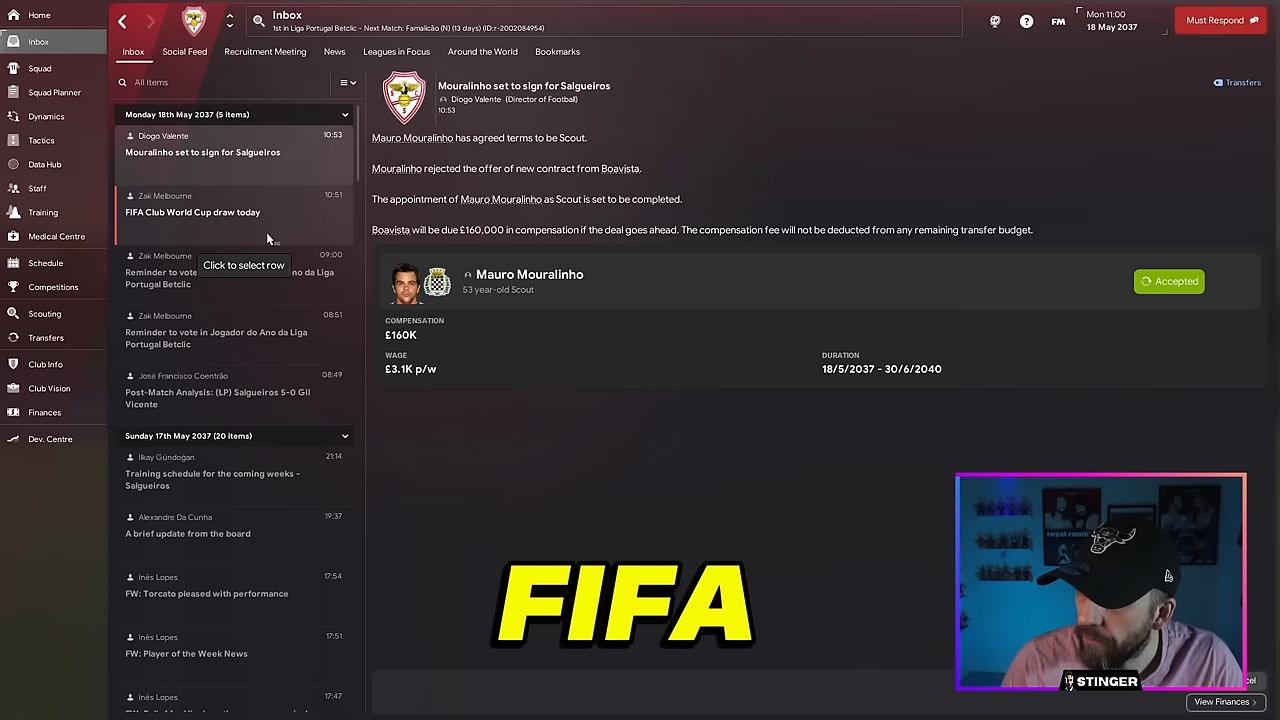 Home
Inbox
Squad
Squad Planner
Dynamics
Tactics
Data Hub
Staff
Training
Medical Centre
Schedule
Competitions
Scouting
Transfers
Club Info
Club Vision
Finances
Dev. Centre
Inbox
1st in Liga Portugal Betclic - Next Match: Famalicão (N) (13 days) (ID:r-2002084954)
FM
Mon 11:00
18 May 2037
Must Respond
Inbox
Social Feed
Recruitment Meeting
News
Leagues in Focus
Around the World
Bookmarks
All Items
Monday 18th May 2037 (5 items)
Diogo Valente
10:53
Mouralinho set to sign for Salgueiros
Zak Melbourne
10:51
FIFA Club World Cup draw today
Zak Melbourne
09:00
Reminder to vote
no da Liga
Portugal Betclic
Click to select row
Zak Melbourne
08:51
Reminder to vote in Jogador do Ano da Liga
Portugal Betclic
José Francisco Coentrão
08:49
Post-Match Analysis: (LP) Salgueiros 5-0 Gil
Vicente
Sunday 17th May 2037 (20 items)
İlkay Gündoğan
21:14
Training schedule for the coming weeks -
Salgueiros
Alexandre Da Cunha
19:37
A brief update from the board
Inês Lopes
17:54
FW: Torcato pleased with performance
Inês Lopes
17:51
FW: Player of the Week News
Inês Lopes
17:47
Mouralinho set to sign for Salgueiros
Diogo Valente (Director of Football)
10:53
Transfers
Mauro Mouralinho has agreed terms to be Scout.
Mouralinho rejected the offer of new contract from Boavista.
The appointment of Mauro Mouralinho as Scout is set to be completed.
Boavista will be due £160,000 in compensation if the deal goes ahead. The compensation fee will not be deducted from any remaining transfer budget.
Mauro Mouralinho
53 year-old Scout
Accepted
COMPENSATION
£160K
WAGE
£3.1K p/w
DURATION
18/5/2037 - 30/6/2040
FIFA
STINGER
View Finances